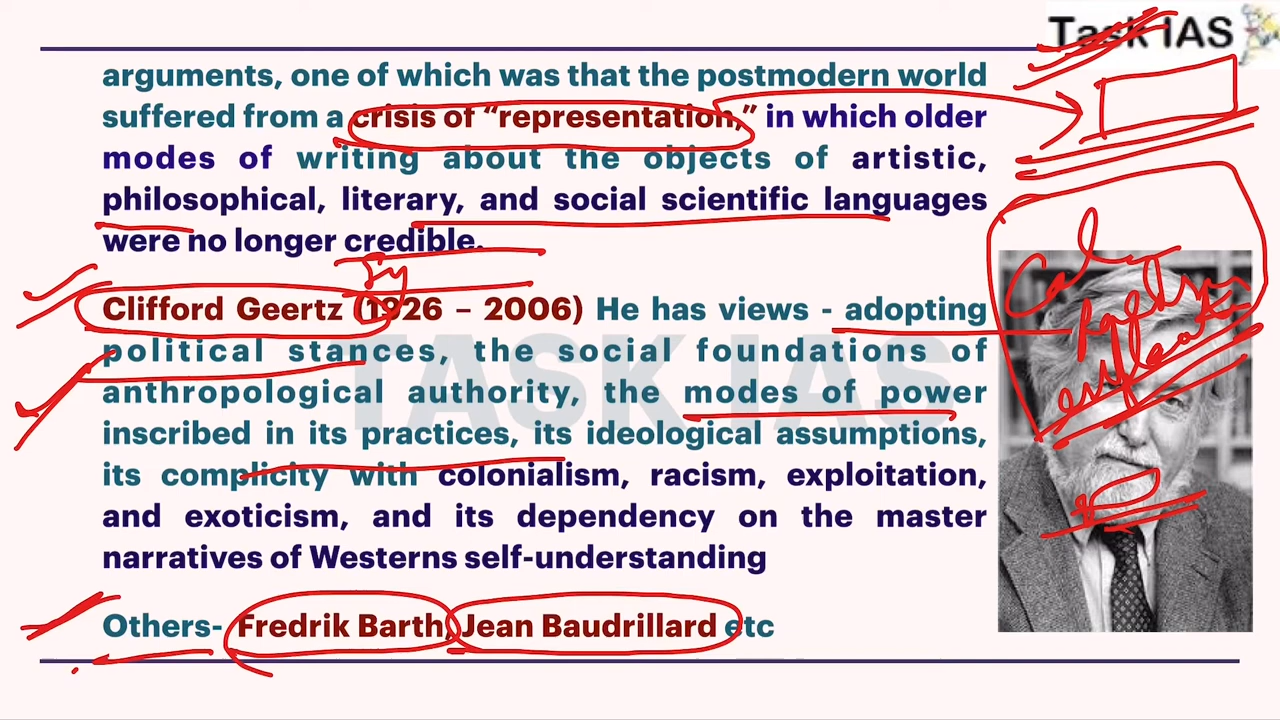 Task IAS
arguments, one of which was that the postmodern world
suffered from a crisis of “representation,” in which older
modes of writing about the objects of artistic,
philosophical, literary, and social scientific languages
were no longer credible.
Clifford Geertz (1926 – 2006) He has views - adopting
political stances, the social foundations of
anthropological authority, the modes of power
inscribed in its practices, its ideological assumptions,
its complicity with colonialism, racism, exploitation,
and exoticism, and its dependency on the master
narratives of Westerns self-understanding
Others- Fredrik Barth, Jean Baudrillard etc
TASK IAS